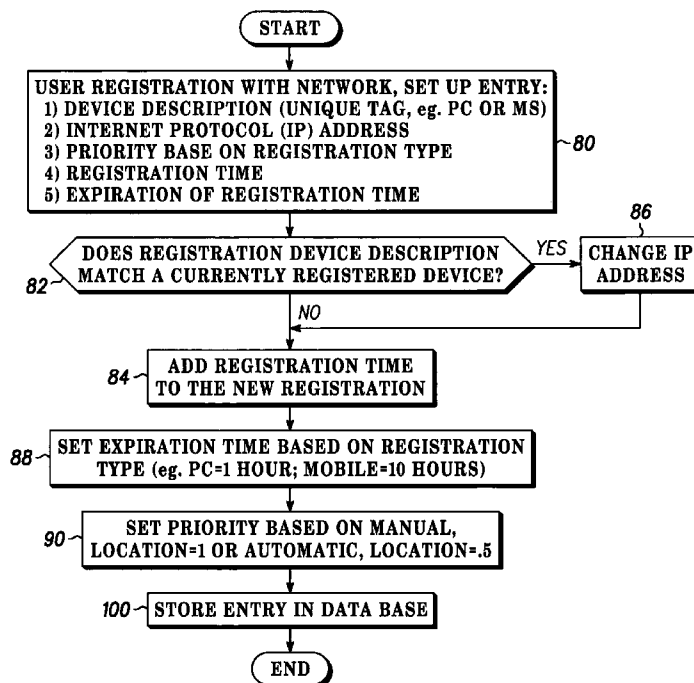 START
USER REGISTRATION WITH NETWORK, SET UP ENTRY:
1) DEVICE DESCRIPTION (UNIQUE TAG, eg. PC OR MS)
2) INTERNET PROTOCOL (IP) ADDRESS
3) PRIORITY BASE ON REGISTRATION TYPE
4) REGISTRATION TIME
5) EXPIRATION OF REGISTRATION TIME
80
DOES REGISTRATION DEVICE DESCRIPTION
MATCH A CURRENTLY REGISTERED DEVICE?
82
YES
86
CHANGE IP
ADDRESS
NO
84
ADD REGISTRATION TIME
TO THE NEW REGISTRATION
88
SET EXPIRATION TIME BASED ON REGISTRATION
TYPE (eg. PC=1 HOUR; MOBILE=10 HOURS)
90
SET PRIORITY BASED ON MANUAL,
LOCATION=1 OR AUTOMATIC, LOCATION=.5
100
STORE ENTRY IN DATA BASE
END